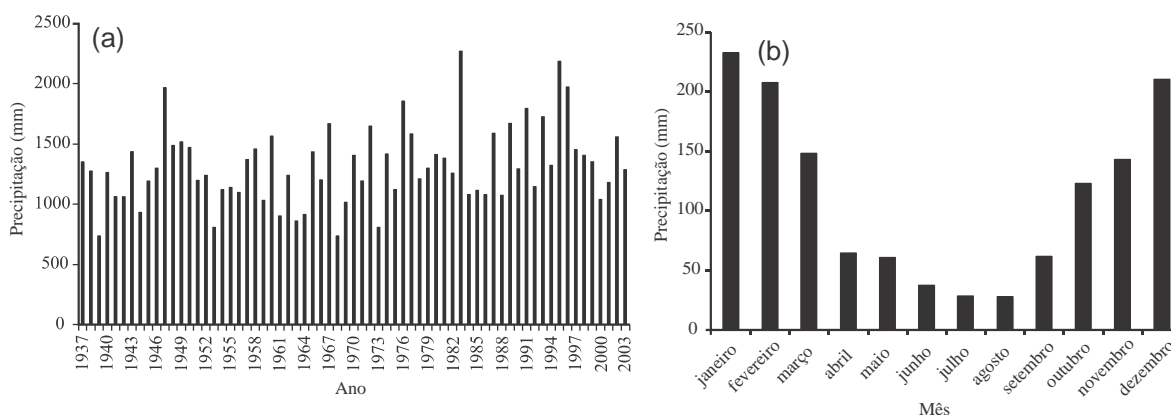 (a)
Precipitação (mm)
2500
2000
1500
1000
500
0
1937
1940
1943
1946
1949
1952
1955
1958
1961
1964
1967
1970
1973
1976
1979
1982
1985
1988
1991
1994
1997
2000
2003
Ano
(b)
Precipitação (mm)
250
200
150
100
50
0
janeiro
fevereiro
março
abril
maio
junho
julho
agosto
setembro
outubro
novembro
dezembro
Mês